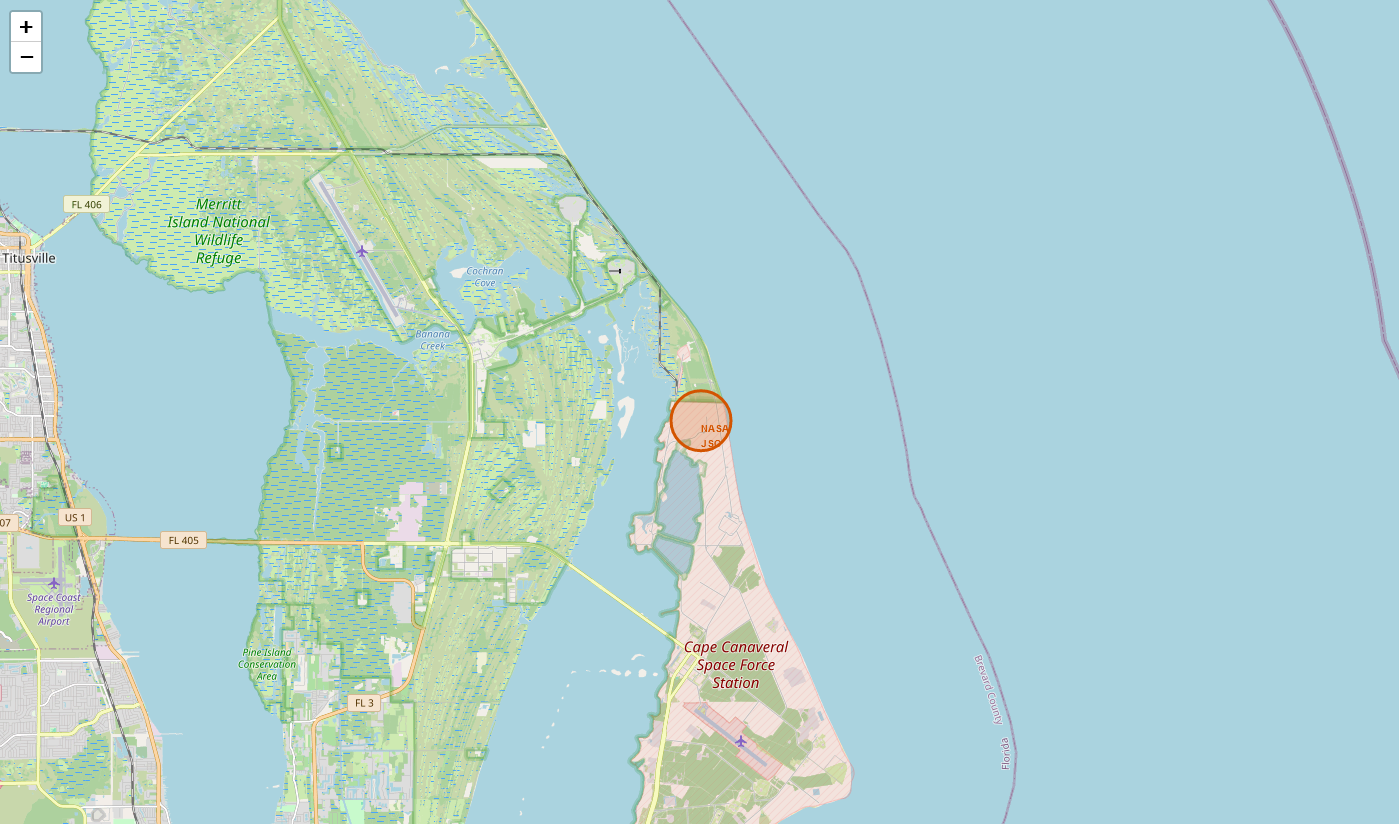 +
−
FL 406
Merritt
Island National
Wildlife
Refuge
Titusville
Cochran
Cove
Banana
Creek
NASA
JSC
US 1
07
FL 405
Space Coast
Regional
Airport
Pine Island
Conservation
Area
Cape Canaveral
Space Force
Station
FL 3
Brevard County
Florida